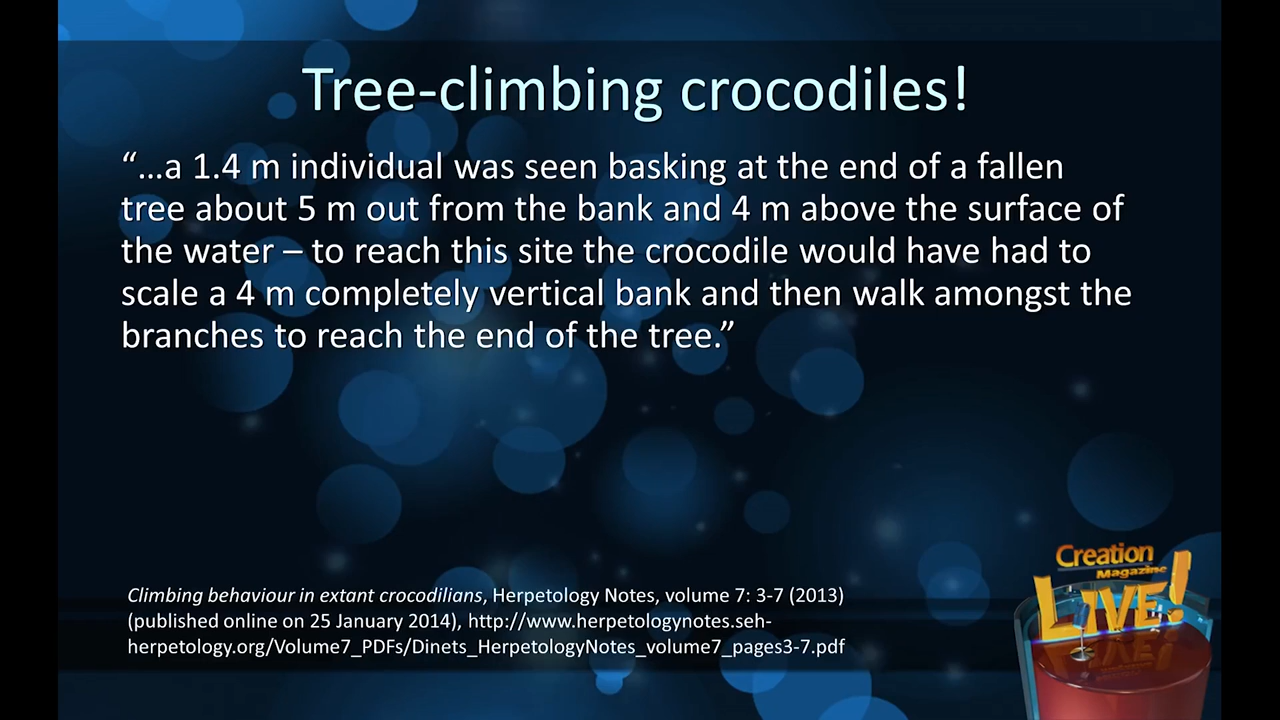 Tree-climbing crocodiles!
“…a 1.4 m individual was seen basking at the end of a fallen
tree about 5 m out from the bank and 4 m above the surface of
the water – to reach this site the crocodile would have had to
scale a 4 m completely vertical bank and then walk amongst the
branches to reach the end of the tree.”
Climbing behaviour in extant crocodilians, Herpetology Notes, volume 7: 3-7 (2013)
(published online on 25 January 2014), http://www.herpetologynotes.seh-
herpetology.org/Volume7_PDFs/Dinets_HerpetologyNotes_volume7_pages3-7.pdf
Creation
Magazine
LIVE!